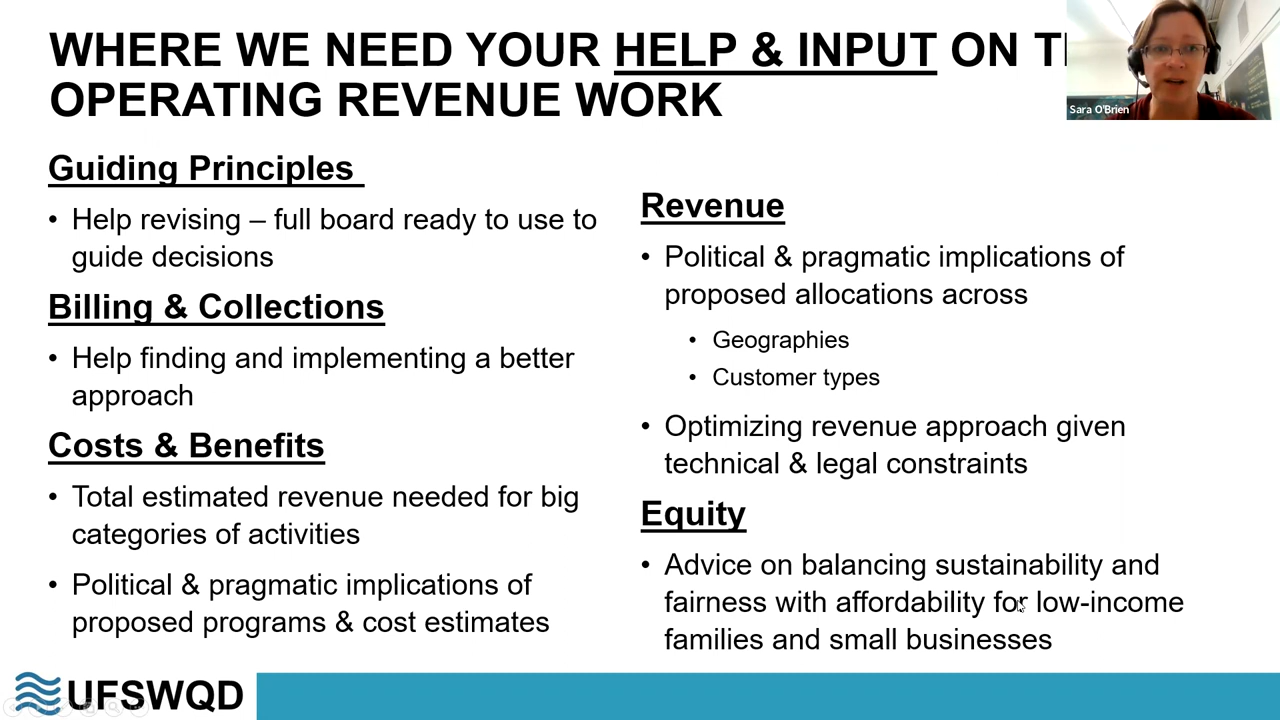 WHERE WE NEED YOUR HELP & INPUT ON
OPERATING REVENUE WORK
Sara O'Brien
Guiding Principles
• Help revising – full board ready to use to
guide decisions
Billing & Collections
• Help finding and implementing a better
approach
Costs & Benefits
• Total estimated revenue needed for big
categories of activities
• Political & pragmatic implications of
proposed programs & cost estimates
Revenue
• Political & pragmatic implications of
proposed allocations across
• Geographies
• Customer types
• Optimizing revenue approach given
technical & legal constraints
Equity
• Advice on balancing sustainability and
fairness with affordability for low-income
families and small businesses
UFSWQD